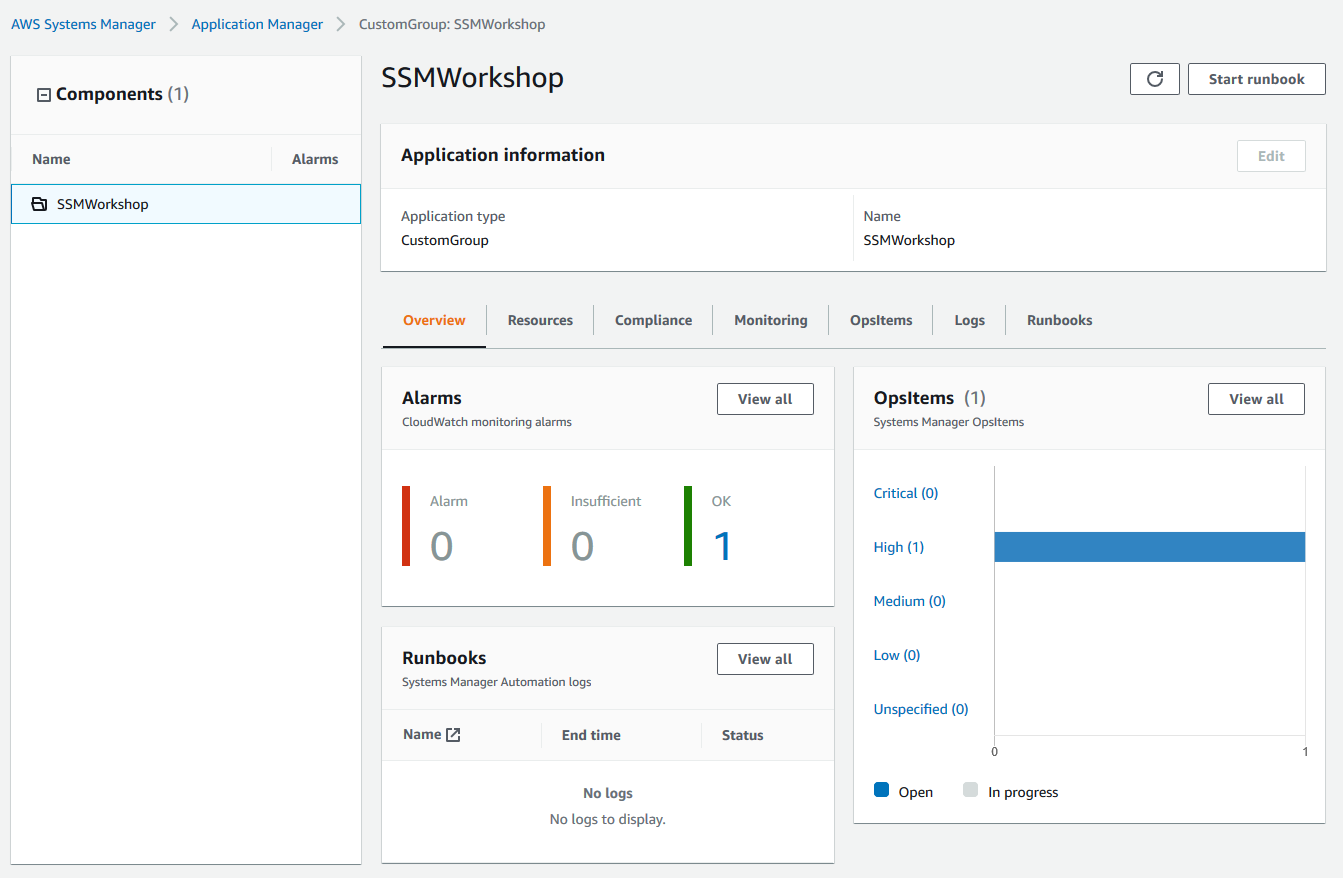 AWS Systems Manager > Application Manager > CustomGroup: SSMWorkshop
Components (1)
Name Alarms
SSMWorkshop
SSMWorkshop
Start runbook
Application information
Edit
Application type
CustomGroup
Name
SSMWorkshop
Overview Resources Compliance Monitoring OpsItems Logs Runbooks
Alarms
CloudWatch monitoring alarms
View all
Alarm
0
Insufficient
0
OK
1
Runbooks
Systems Manager Automation logs
View all
Name End time Status
No logs
No logs to display.
OpsItems (1)
Systems Manager OpsItems
View all
Critical (0)
High (1)
Medium (0)
Low (0)
Unspecified (0)
0 1
Open In progress